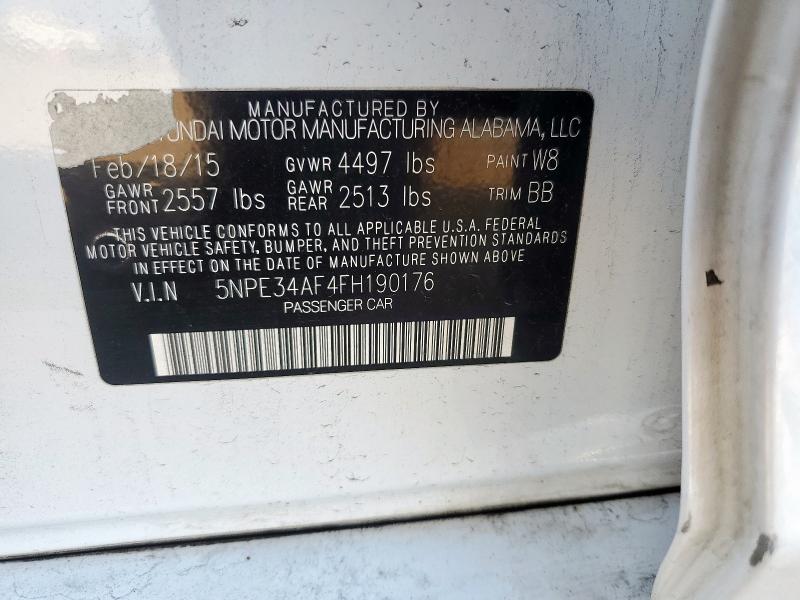 MANUFACTURED BY
YUNDAI MOTOR MANUFACTURING ALABAMA, LLC
Feb/18/15 GVWR 4497 lbs PAINT W8
GAWR FRONT 2557 lbs GAWR REAR 2513 lbs TRIM BB
THIS VEHICLE CONFORMS TO ALL APPLICABLE U.S.A. FEDERAL
MOTOR VEHICLE SAFETY, BUMPER, AND THEFT PREVENTION STANDARDS
IN EFFECT ON THE DATE OF MANUFACTURE SHOWN ABOVE.
V.I.N 5NPE34AF4FH190176
PASSENGER CAR